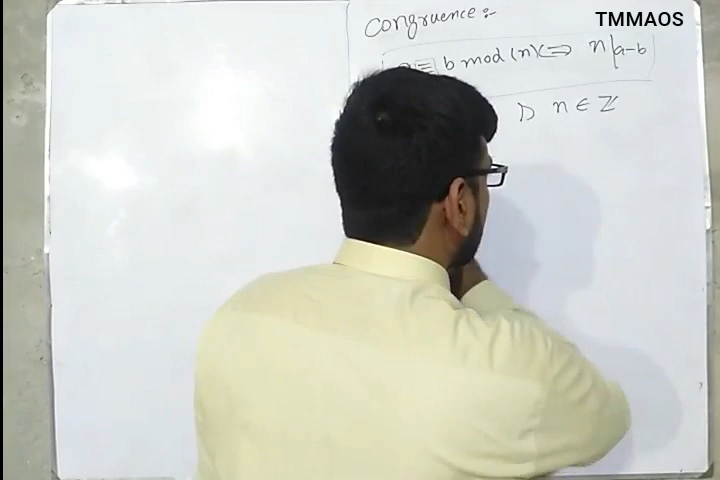 TMMAOS
Congruence:-
a ≡ b mod (n) ⇔ n|a-b
D n ∈ ℤ